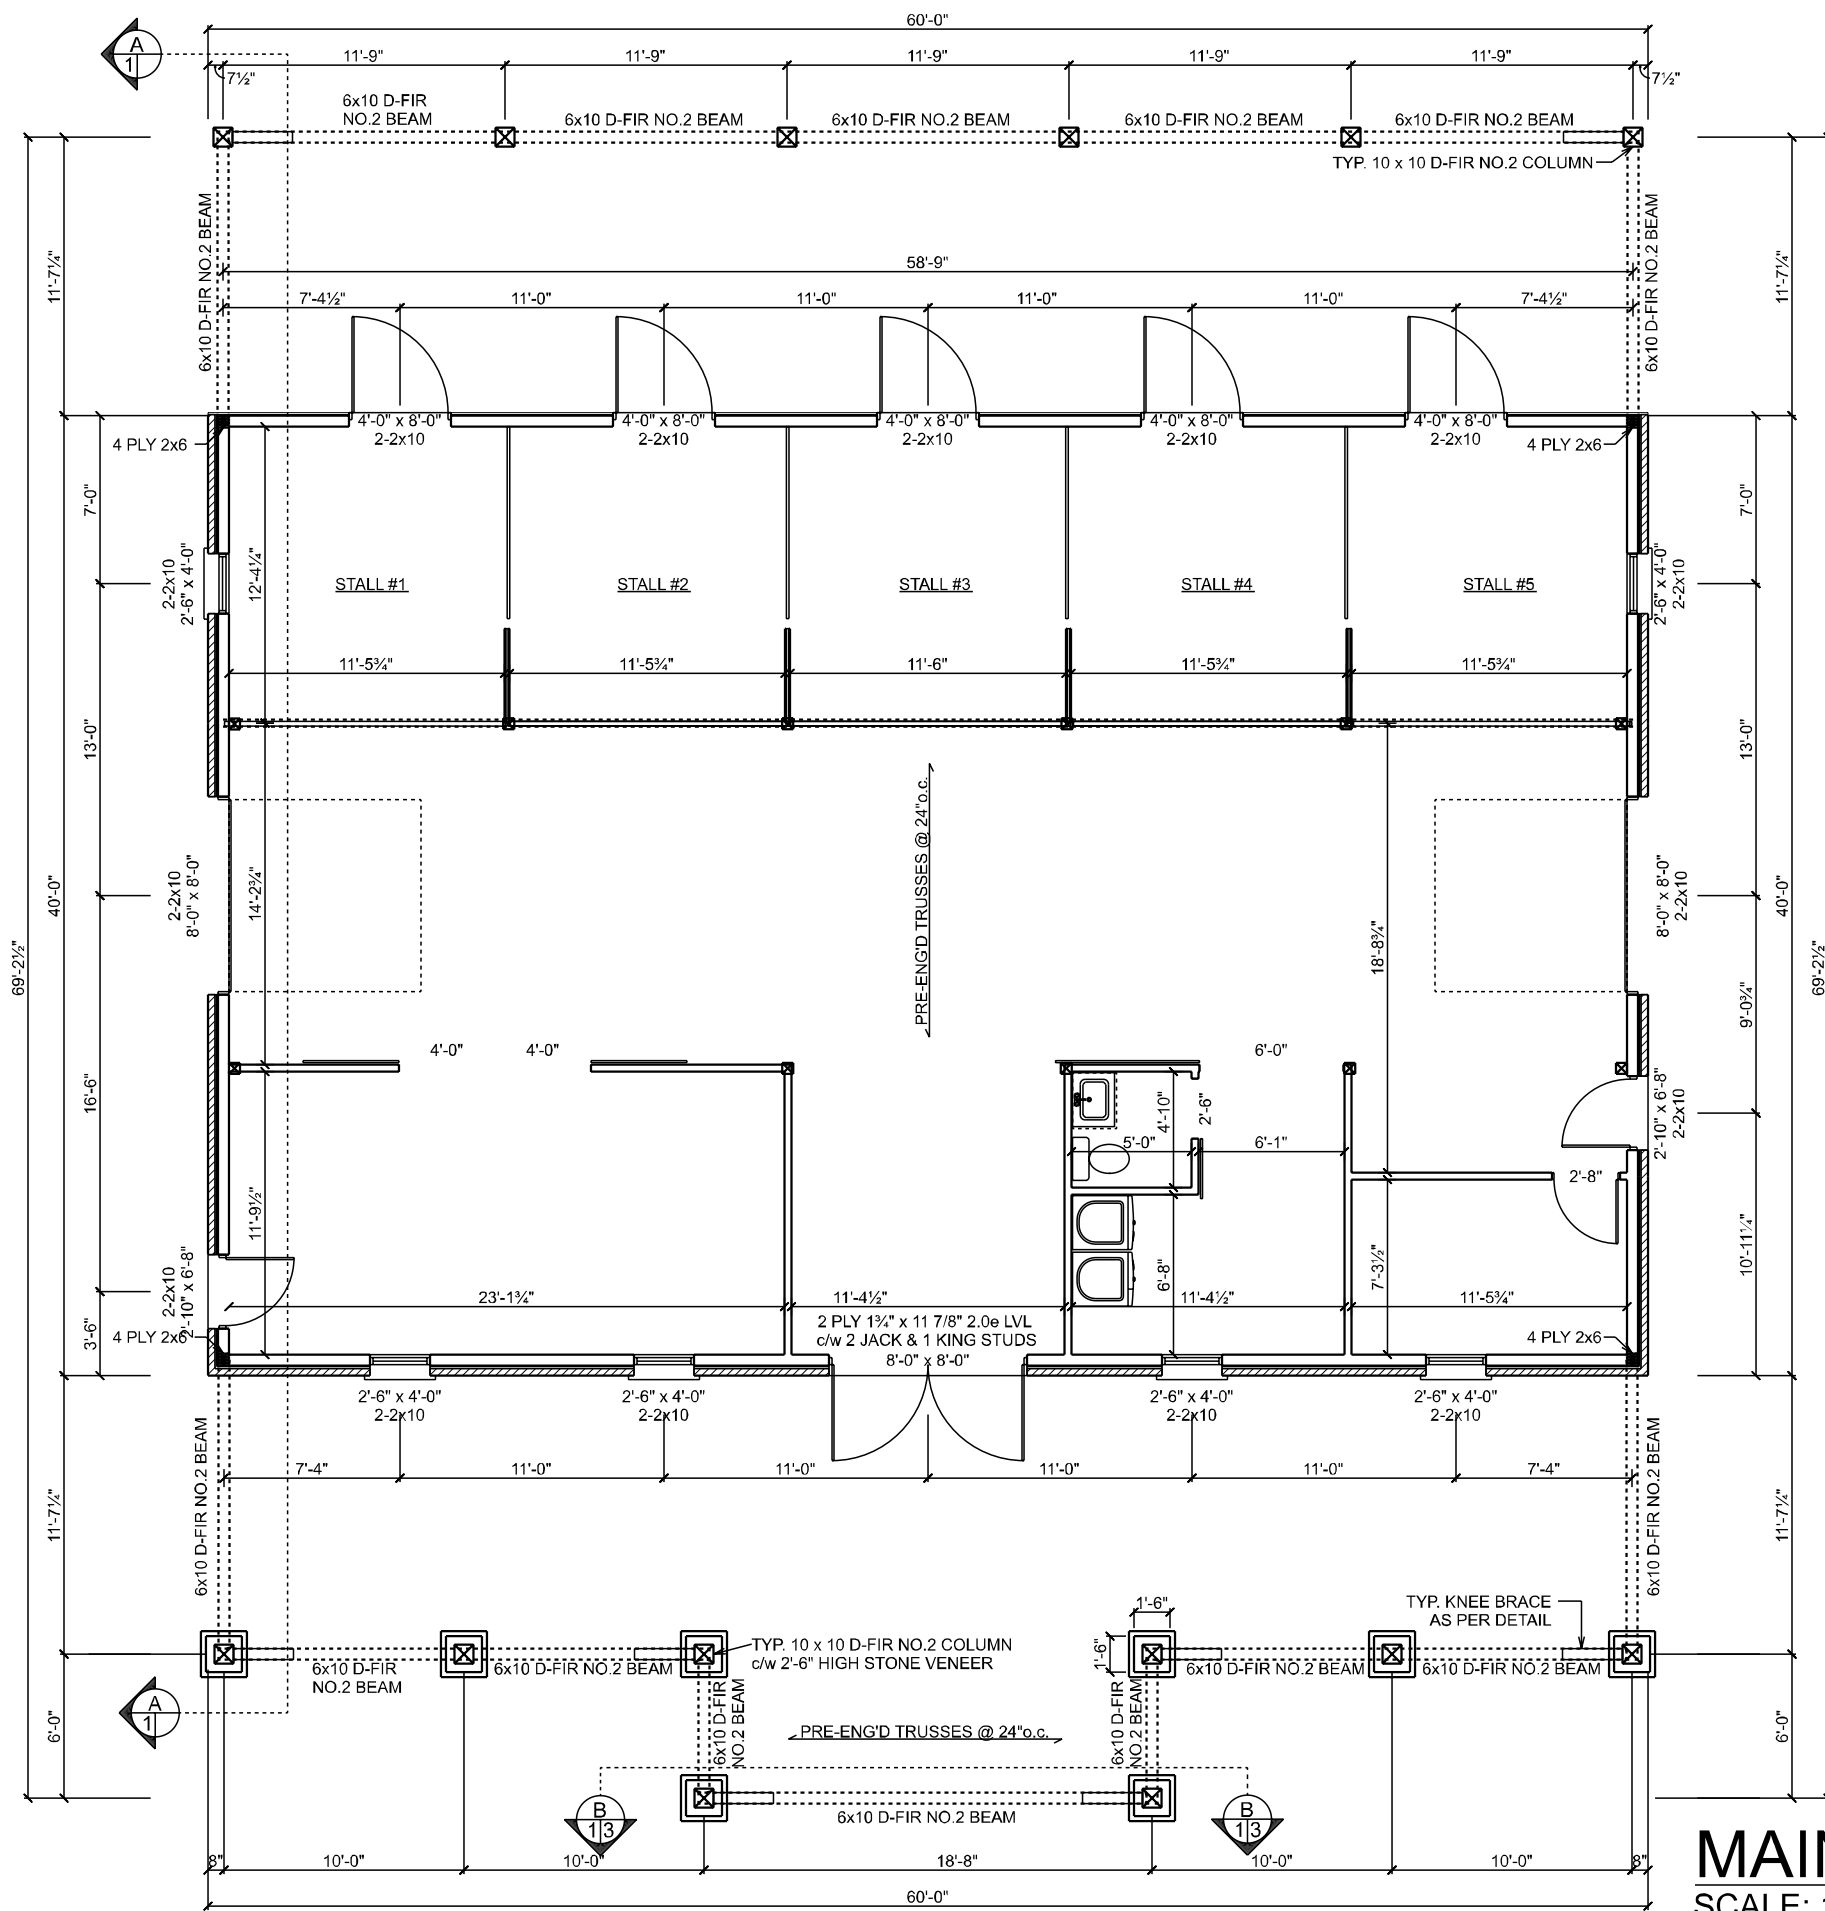 60'-0"
A
1
11'-9" 11'-9" 11'-9" 11'-9" 11'-9"
7½" 7½"
6x10 D-FIR
NO.2 BEAM
6x10 D-FIR NO.2 BEAM
6x10 D-FIR NO.2 BEAM
6x10 D-FIR NO.2 BEAM
6x10 D-FIR NO.2 BEAM
TYP. 10 x 10 D-FIR NO.2 COLUMN
6x10 D-FIR NO.2 BEAM
6x10 D-FIR NO.2 BEAM
11'-7¼"
11'-7¼"
58'-9"
7'-4½" 11'-0" 11'-0" 11'-0" 11'-0" 7'-4½"
4'-0" x 8'-0"
2-2x10
4'-0" x 8'-0"
2-2x10
4'-0" x 8'-0"
2-2x10
4'-0" x 8'-0"
2-2x10
4'-0" x 8'-0"
2-2x10
4 PLY 2x6
4 PLY 2x6
7'-0"
7'-0"
2-2x10
2'-6" x 4'-0"
12'-4¼"
STALL #1
STALL #2
STALL #3
STALL #4
STALL #5
2'-6" x 4'-0"
2-2x10
11'-5¾" 11'-5¾" 11'-6" 11'-5¾" 11'-5¾"
13'-0"
13'-0"
PRE-ENG'D TRUSSES @ 24"o.c.
69'-2½"
40'-0"
2-2x10
8'-0" x 8'-0"
14'-2¾"
18'-8¾"
8'-0" x 8'-0"
2-2x10
40'-0"
69'-2½"
9'-0¾"
4'-0" 4'-0" 6'-0"
16'-6"
4'-10"
2'-6"
2'-10" x 6'-8"
2-2x10
5'-0" 6'-1"
2'-8"
11'-9½"
10'-11¼"
6'-8"
7'-3½"
2-2x10
2'-10" x 6'-8"
23'-1¾" 11'-4½" 11'-4½" 11'-5¾"
3'-6"
4 PLY 2x6
2 PLY 1¾" x 11 7/8" 2.0e LVL
c/w 2 JACK & 1 KING STUDS
8'-0" x 8'-0"
4 PLY 2x6
2'-6" x 4'-0"
2-2x10
2'-6" x 4'-0"
2-2x10
2'-6" x 4'-0"
2-2x10
2'-6" x 4'-0"
2-2x10
7'-4" 11'-0" 11'-0" 11'-0" 11'-0" 7'-4"
11'-7¼"
6x10 D-FIR NO.2 BEAM
6x10 D-FIR NO.2 BEAM
11'-7¼"
1'-6"
1'-6"
TYP. KNEE BRACE
AS PER DETAIL
TYP. 10 x 10 D-FIR NO.2 COLUMN
c/w 2'-6" HIGH STONE VENEER
6x10 D-FIR
NO.2 BEAM
6x10 D-FIR NO.2 BEAM
6x10 D-FIR NO.2 BEAM
6x10 D-FIR NO.2 BEAM
A
1
6'-0"
6x10 D-FIR
NO.2 BEAM
PRE-ENG'D TRUSSES @ 24"o.c.
6x10 D-FIR
NO.2 BEAM
6'-0"
B
1 3
6x10 D-FIR NO.2 BEAM
B
1 3
8" 10'-0" 10'-0" 18'-8" 10'-0" 10'-0" 8"
60'-0"
MAIN
SCALE: